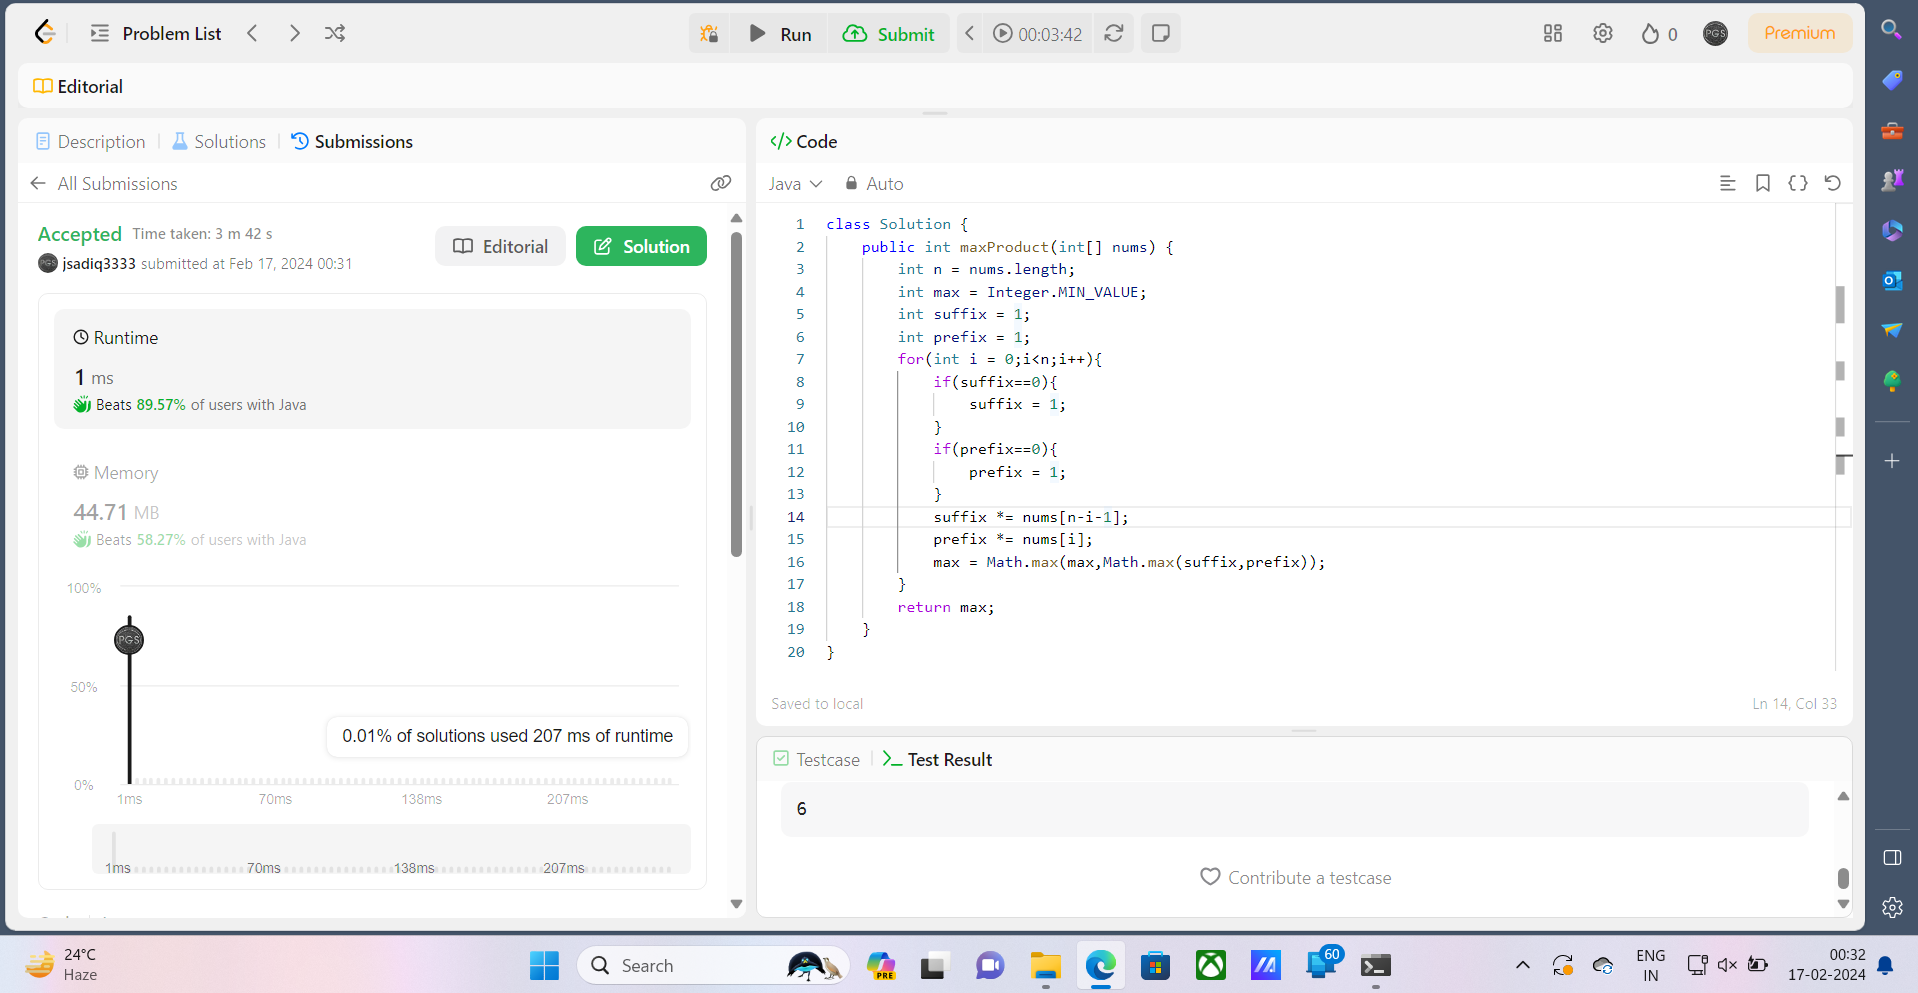 Problem List
Run
Submit
00:03:42
0
PGS
Premium
Editorial
Description
Solutions
Submissions
All Submissions
Accepted
Time taken: 3 m 42 s
PGS
jsadiq3333 submitted at Feb 17, 2024 00:31
Editorial
Solution
Runtime
1 ms
Beats 89.57% of users with Java
Memory
44.71 MB
Beats 58.27% of users with Java
100%
50%
0%
PGS
0.01% of solutions used 207 ms of runtime
1ms 70ms 138ms 207ms
1ms 70ms 138ms 207ms
</> Code
Java
Auto
1 class Solution {
2 public int maxProduct(int[] nums) {
3 int n = nums.length;
4 int max = Integer.MIN_VALUE;
5 int suffix = 1;
6 int prefix = 1;
7 for(int i = 0;i<n;i++){
8 if(suffix==0){
9 suffix = 1;
10 }
11 if(prefix==0){
12 prefix = 1;
13 }
14 suffix *= nums[n-i-1];
15 prefix *= nums[i];
16 max = Math.max(max,Math.max(suffix,prefix));
17 }
18 return max;
19 }
20 }
Saved to local
Ln 14, Col 33
Testcase
Test Result
6
Contribute a testcase
24°C
Haze
Search
PRE
60
ENG
IN
00:32
17-02-2024